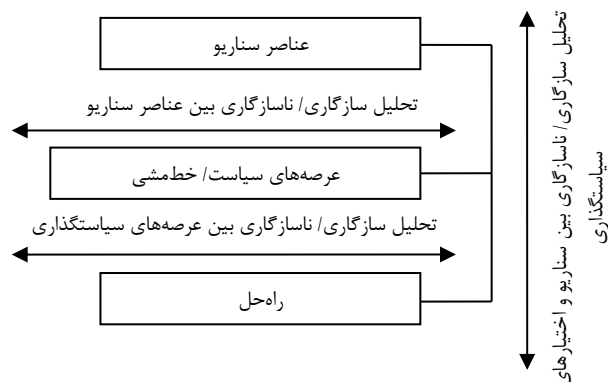 عناصر سناریو
تحلیل سازگاری/ ناسازگاری بین عناصر سناریو
عرصه‌های سیاست/ خط‌مشی
تحلیل سازگاری/ ناسازگاری بین عرصه‌های سیاستگذاری
راه‌حل
تحلیل سازگاری/ ناسازگاری بین سناریو و اختیارهای
سیاستگذاری